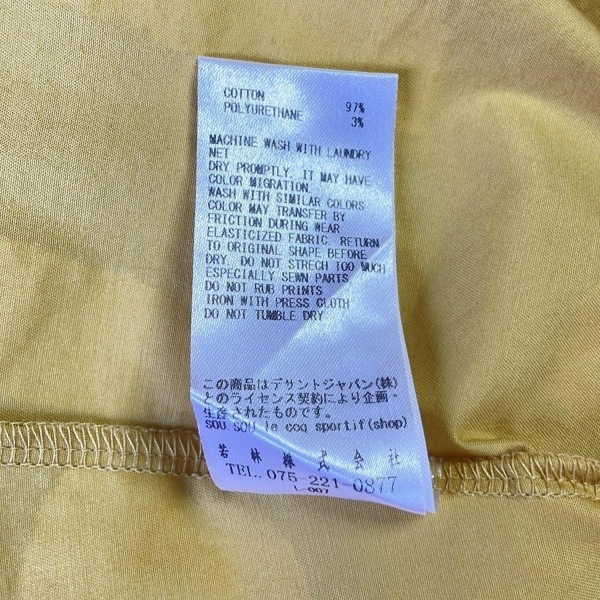 COTTON 97%
POLYURETHANE 3%
MACHINE WASH WITH LAUNDRY
NET
DRY PROMPTLY. IT MAY HAVE
COLOR MIGRATION.
WASH WITH SIMILAR COLORS
COLOR MAY TRANSFER BY
FRICTION DURING WEAR
ELASTICIZED FABRIC. RETURN
TO ORIGINAL SHAPE BEFORE
DRY. DO NOT STRECH TOO MUCH
ESPECIALLY SEWN PARTS
DO NOT RUB PRINTS
IRON WITH PRESS CLOTH
DO NOT TUMBLE DRY
この商品はデサントジャパン(株)
とのライセンス契約により企画・
生産されたものです。
SOU SOU le coq sportif(shop)
若林株式会社
TEL. 075-221-0877
L-007